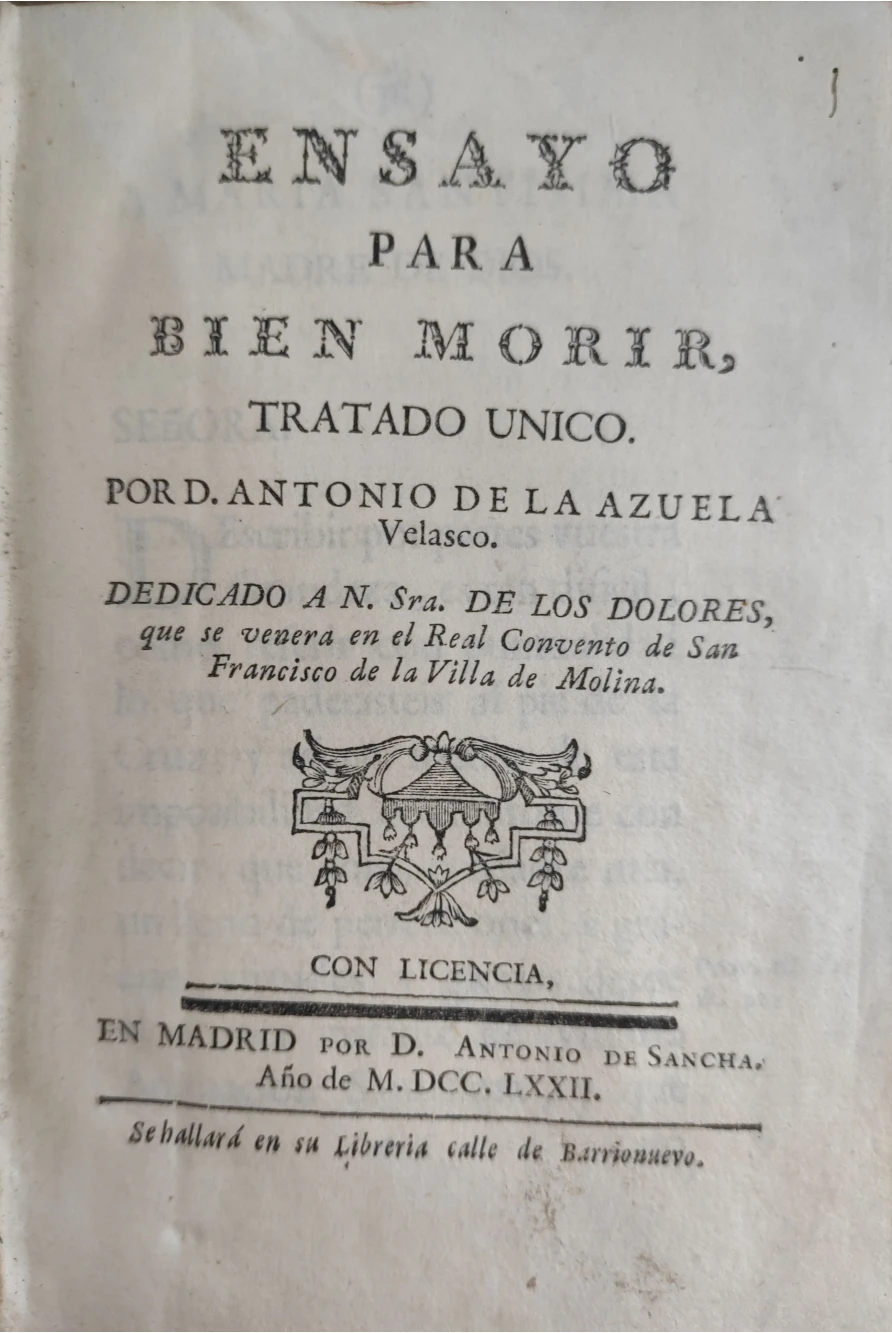 ENSAYO
PARA
BIEN MORIR,
TRATADO UNICO.
POR D. ANTONIO DE LA AZUELA
Velasco.
DEDICADO A N. Sra. DE LOS DOLORES,
que se venera en el Real Convento de San
Francisco de la Villa de Molina.
CON LICENCIA,
EN MADRID POR D. ANTONIO DE SANCHA.
Año de M. DCC. LXXII.
Se hallará en su Libreria calle de Barrionuevo.